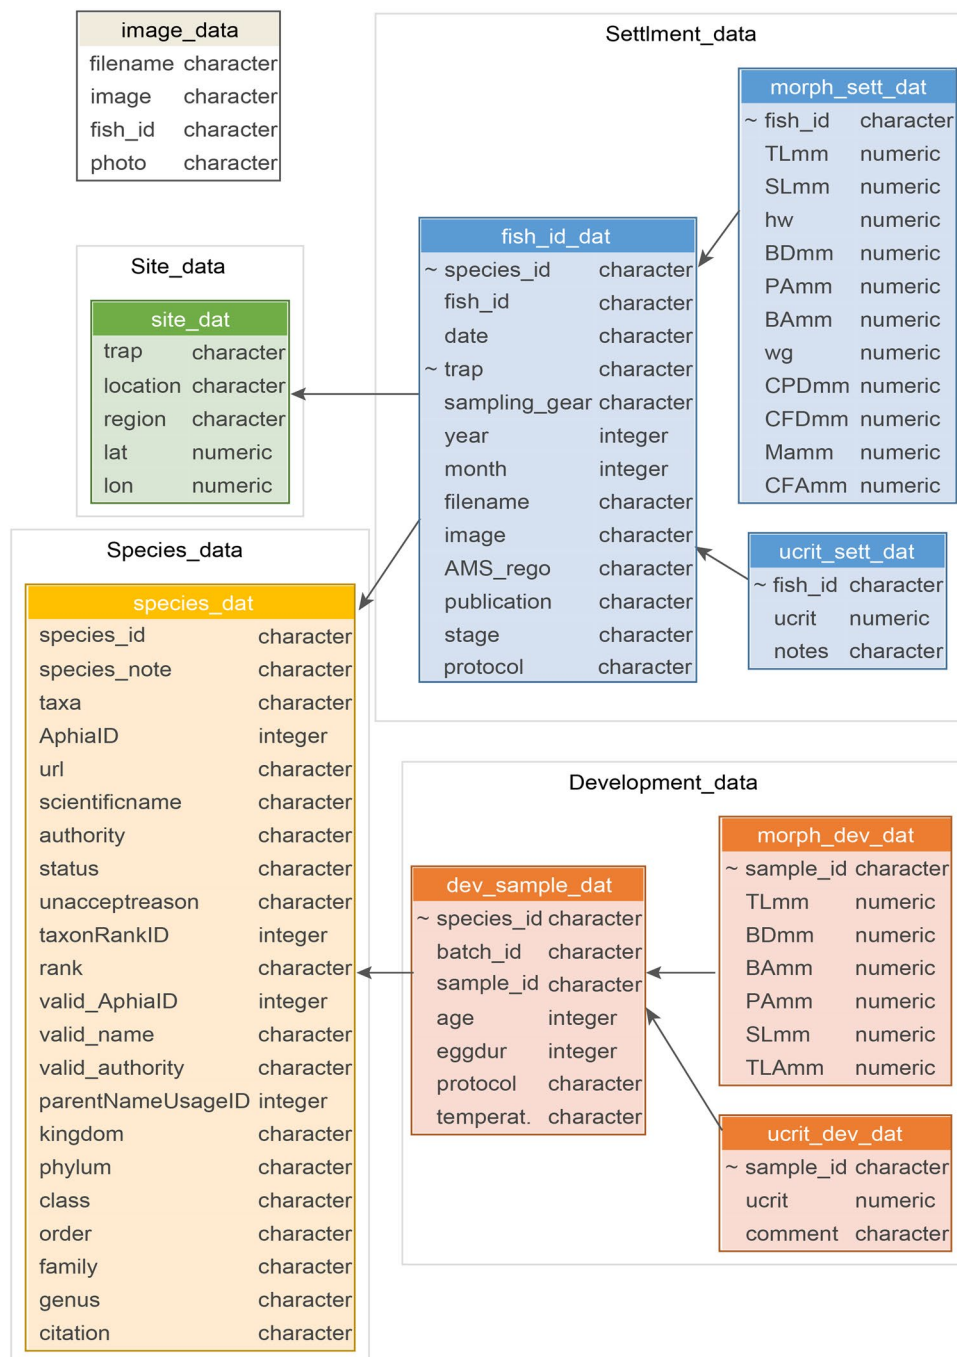 image_data
filename character
image character
fish_id character
photo character
Settlment_data
morph_sett_dat
~ fish_id character
TLmm numeric
SLmm numeric
hw numeric
BDmm numeric
PAmm numeric
BAmm numeric
wg numeric
CPDmm numeric
CFDmm numeric
Mamm numeric
CFAmm numeric
fish_id_dat
~ species_id character
fish_id character
date character
~ trap character
sampling_gear character
year integer
month integer
filename character
image character
AMS_rego character
publication character
stage character
protocol character
ucrit_sett_dat
~ fish_id character
ucrit numeric
notes character
Site_data
site_dat
trap character
location character
region character
lat numeric
lon numeric
Species_data
species_dat
species_id character
species_note character
taxa character
AphiaID integer
url character
scientificname character
authority character
status character
unacceptreason character
taxonRankID integer
rank character
valid_AphiaID integer
valid_name character
valid_authority character
parentNameUsageID integer
kingdom character
phylum character
class character
order character
family character
genus character
citation character
Development_data
dev_sample_dat
~ species_id character
batch_id character
sample_id character
age integer
eggdur integer
protocol character
temperat. character
morph_dev_dat
~ sample_id character
TLmm numeric
BDmm numeric
BAmm numeric
PAmm numeric
SLmm numeric
TLAmm numeric
ucrit_dev_dat
~ sample_id character
ucrit numeric
comment character